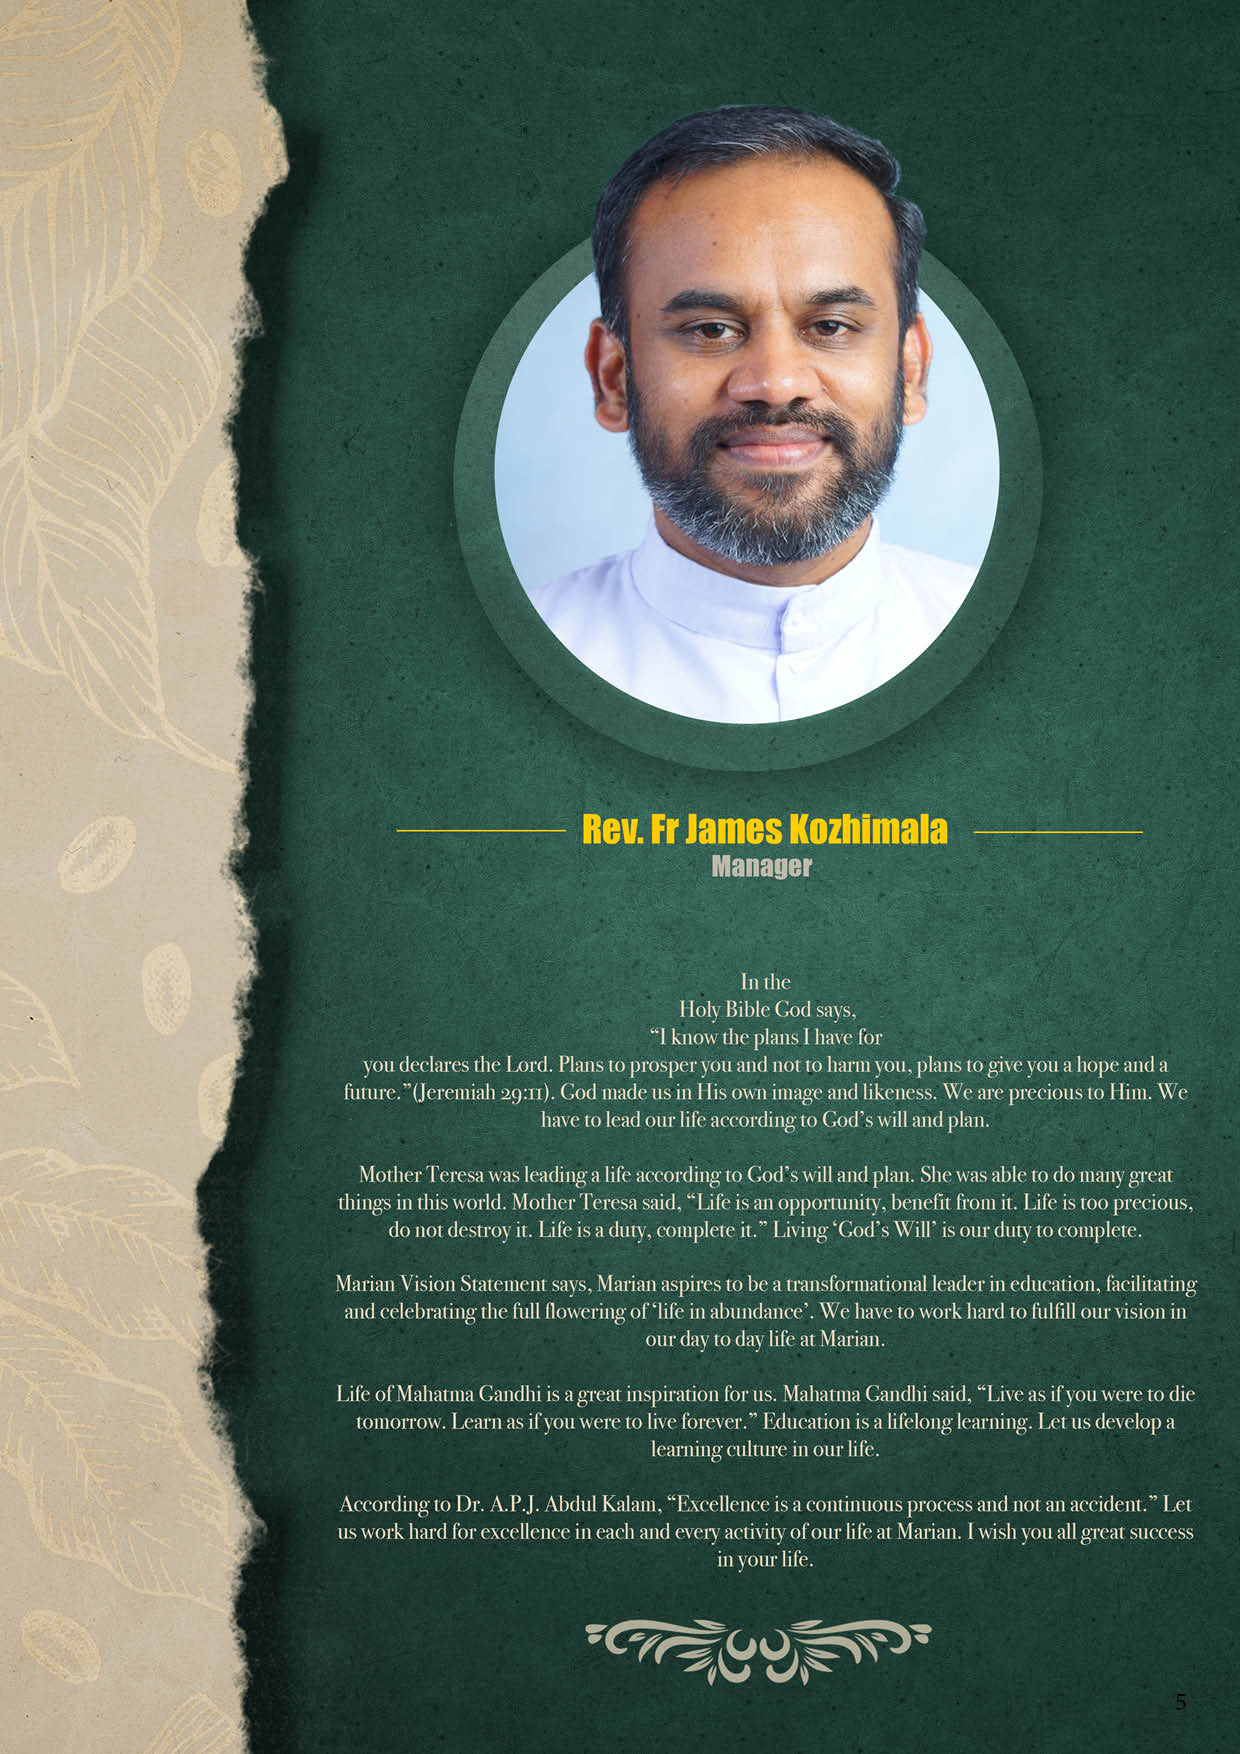 Rev. Fr James Kozhimala
Manager
In the
Holy Bible God says,
“I know the plans I have for
you declares the Lord. Plans to prosper you and not to harm you, plans to give you a hope and a
future.”(Jeremiah 29:11). God made us in His own image and likeness. We are precious to Him. We
have to lead our life according to God’s will and plan.
Mother Teresa was leading a life according to God’s will and plan. She was able to do many great
things in this world. Mother Teresa said, “Life is an opportunity, benefit from it. Life is too precious,
do not destroy it. Life is a duty, complete it.” Living ‘God’s Will’ is our duty to complete.
Marian Vision Statement says, Marian aspires to be a transformational leader in education, facilitating
and celebrating the full flowering of ‘life in abundance’. We have to work hard to fulfill our vision in
our day to day life at Marian.
Life of Mahatma Gandhi is a great inspiration for us. Mahatma Gandhi said, “Live as if you were to die
tomorrow. Learn as if you were to live forever.” Education is a lifelong learning. Let us develop a
learning culture in our life.
According to Dr. A.P.J. Abdul Kalam, “Excellence is a continuous process and not an accident.” Let
us work hard for excellence in each and every activity of our life at Marian. I wish you all great success
in your life.
5